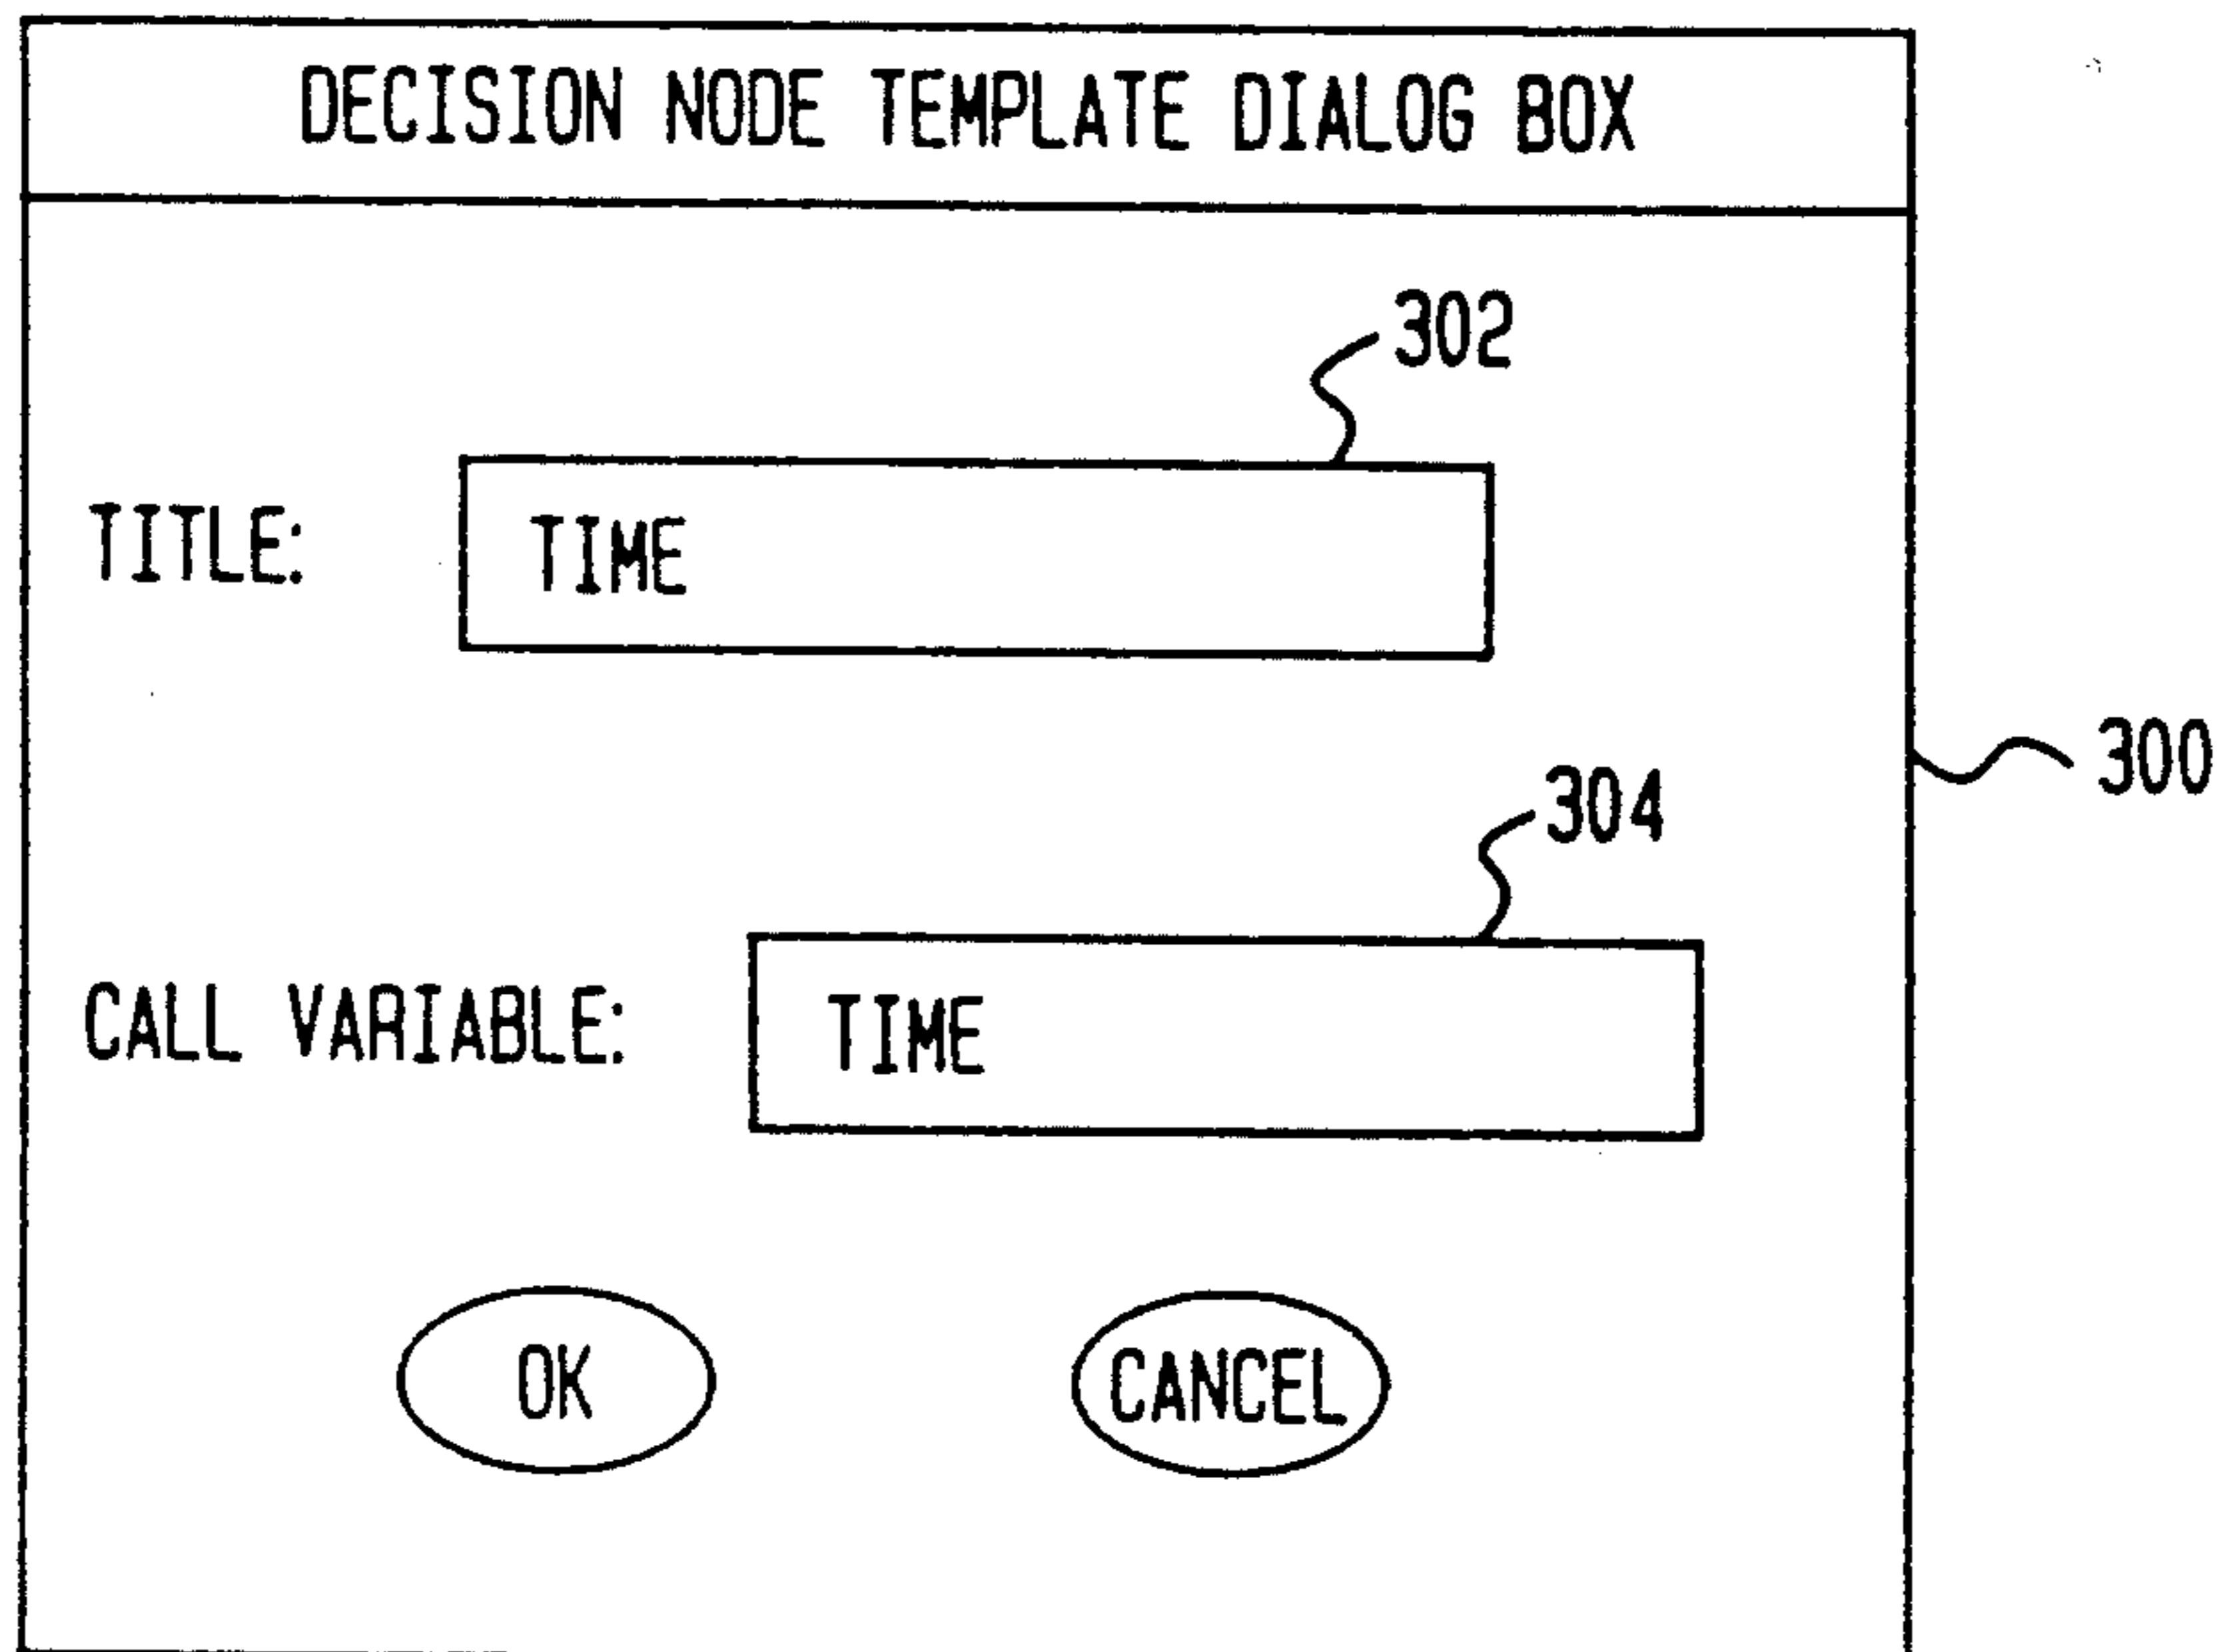 DECISION NODE TEMPLATE DIALOG BOX
302
TITLE: TIME
300
304
CALL VARIABLE: TIME
OK CANCEL